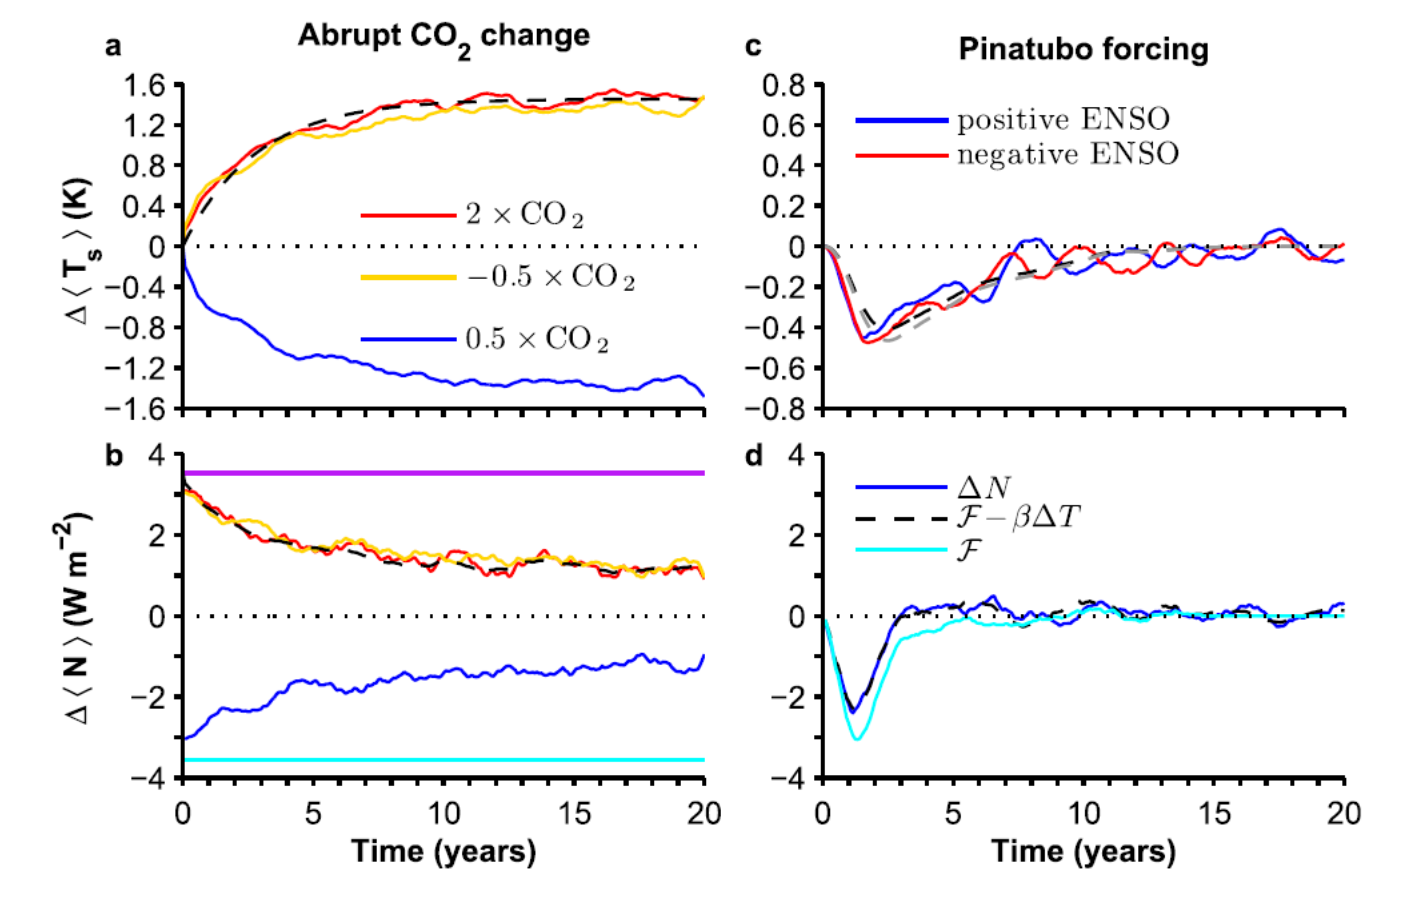 a
Abrupt CO2 change
1.6
1.2
0.8
0.4
0
−0.4
−0.8
−1.2
−1.6
Δ⟨ Ts ⟩ (K)
2 × CO2
−0.5 × CO2
0.5 × CO2
c
Pinatubo forcing
0.8
0.6
0.4
0.2
0
−0.2
−0.4
−0.6
−0.8
positive ENSO
negative ENSO
b
4
2
0
−2
−4
Δ⟨ N ⟩ (W m−2)
0 5 10 15 20
Time (years)
d
4
2
0
−2
−4
ΔN
ℱ−βΔT
ℱ
0 5 10 15 20
Time (years)